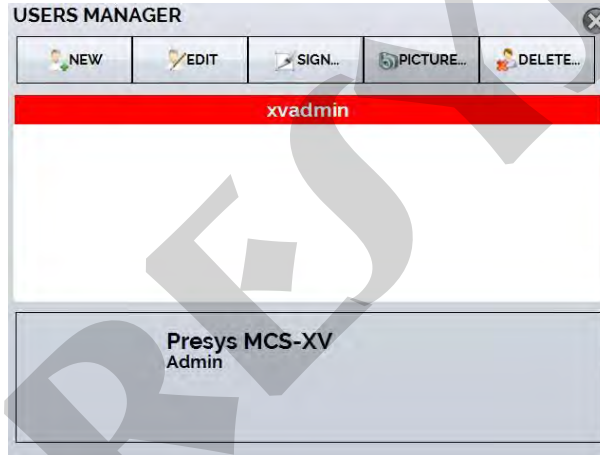 USERS MANAGER
NEW EDIT SIGN... PICTURE... DELETE...
xvadmin
Presys MCS-XV
Admin